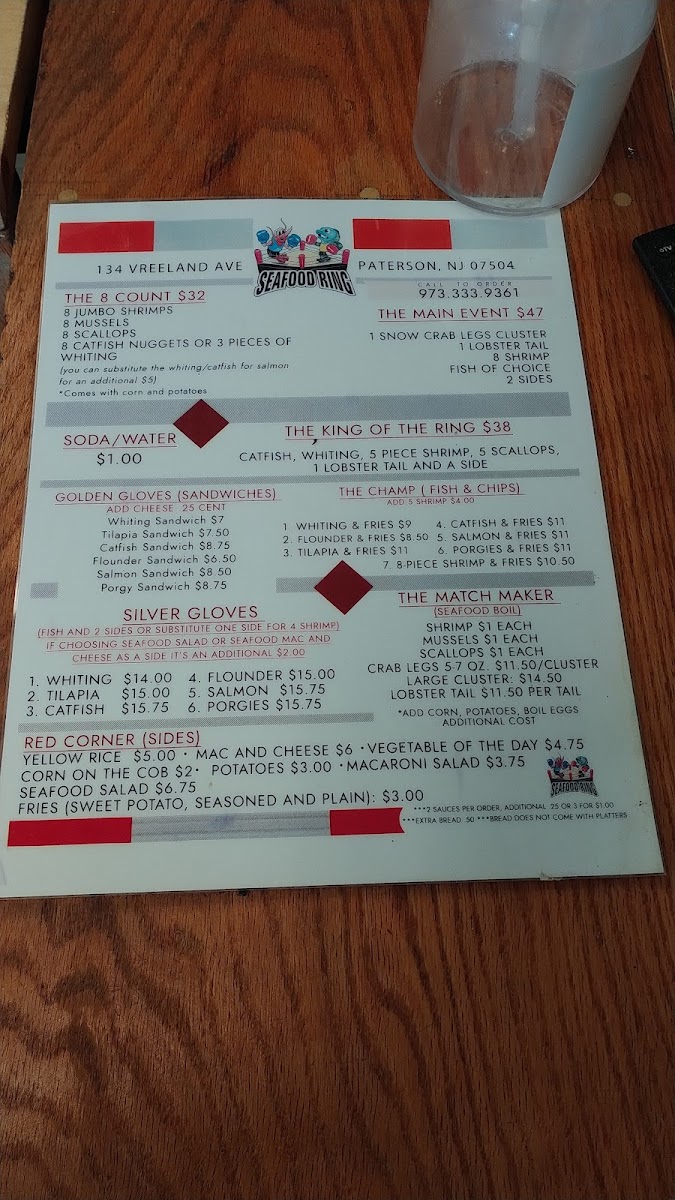 134 VREELAND AVE
SEAFOOD RING
PATERSON, NJ 07504
CALL TO ORDER
973.333.9361
THE 8 COUNT $32
8 JUMBO SHRIMPS
8 MUSSELS
8 SCALLOPS
8 CATFISH NUGGETS OR 3 PIECES OF
WHITING
(you can substitute the whiting/catfish for salmon
for an additional $5)
*Comes with corn and potatoes
THE MAIN EVENT $47
1 SNOW CRAB LEGS CLUSTER
1 LOBSTER TAIL
8 SHRIMP
FISH OF CHOICE
2 SIDES
SODA/WATER
$1.00
THE KING OF THE RING $38
CATFISH, WHITING, 5 PIECE SHRIMP, 5 SCALLOPS,
1 LOBSTER TAIL AND A SIDE
GOLDEN GLOVES (SANDWICHES)
ADD CHEESE .25 CENT
Whiting Sandwich $7
Tilapia Sandwich $7.50
Catfish Sandwich $8.75
Flounder Sandwich $6.50
Salmon Sandwich $8.50
Porgy Sandwich $8.75
THE CHAMP ( FISH & CHIPS)
ADD 5 SHRIMP $4.00
1 WHITING & FRIES $9
2. FLOUNDER & FRIES $8.50
3. TILAPIA & FRIES $11
4. CATFISH & FRIES $11
5. SALMON & FRIES $11
6. PORGIES & FRIES $11
7. 8-PIECE SHRIMP & FRIES $10.50
SILVER GLOVES
(FISH AND 2 SIDES OR SUBSTITUTE ONE SIDE FOR 4 SHRIMP)
IF CHOOSING SEAFOOD SALAD OR SEAFOOD MAC AND
CHEESE AS A SIDE IT'S AN ADDITIONAL $2.00
1. WHITING $14.00
2. TILAPIA $15.00
3. CATFISH $15.75
4. FLOUNDER $15.00
5. SALMON $15.75
6. PORGIES $15.75
THE MATCH MAKER
(SEAFOOD BOIL)
SHRIMP $1 EACH
MUSSELS $1 EACH
SCALLOPS $1 EACH
CRAB LEGS 5-7 OZ. $11.50/CLUSTER
LARGE CLUSTER: $14.50
LOBSTER TAIL $11.50 PER TAIL
*ADD CORN, POTATOES, BOIL EGGS
ADDITIONAL COST
RED CORNER (SIDES)
YELLOW RICE $5.00 · MAC AND CHEESE $6 · VEGETABLE OF THE DAY $4.75
CORN ON THE COB $2 · POTATOES $3.00 · MACARONI SALAD $3.75
SEAFOOD SALAD $6.75
FRIES (SWEET POTATO, SEASONED AND PLAIN): $3.00
SEAFOOD RING
***2 SAUCES PER ORDER, ADDITIONAL .25 OR 3 FOR $1.00
***EXTRA BREAD .50 ***BREAD DOES NOT COME WITH PLATTERS